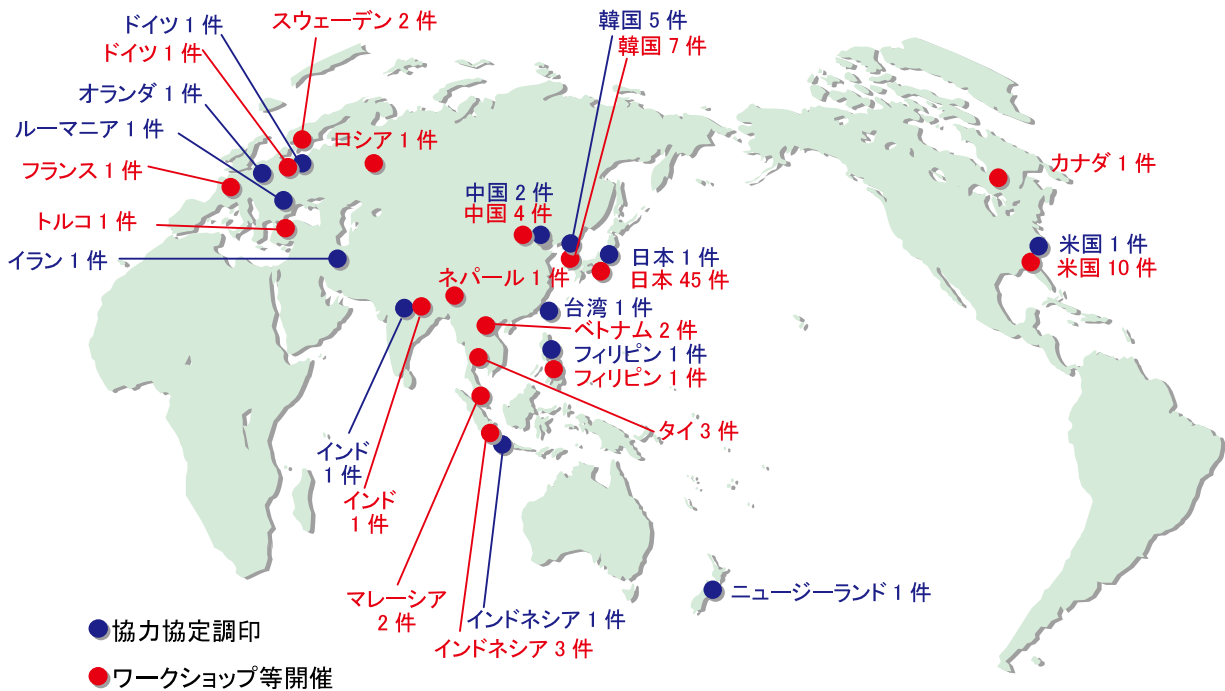 ドイツ 1 件
スウェーデン 2 件
韓国 5 件
ドイツ 1 件
韓国 7 件
オランダ 1 件
ルーマニア 1 件
ロシア 1 件
フランス 1 件
カナダ 1 件
中国 2 件
中国 4 件
トルコ 1 件
イラン 1 件
米国 1 件
米国 10 件
日本 1 件
日本 45 件
ネパール 1 件
台湾 1 件
ベトナム 2 件
フィリピン 1 件
フィリピン 1 件
タイ 3 件
インド
1 件
インド
1 件
マレーシア
2 件
ニュージーランド 1 件
インドネシア 1 件
インドネシア 3 件
協力協定調印
ワークショップ等開催